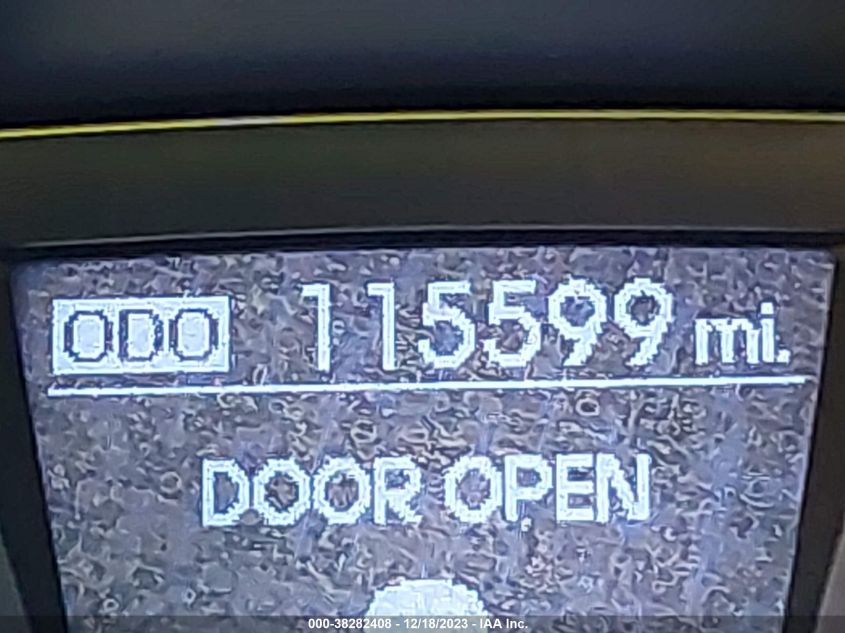 ODO 115599 mi.
DOOR OPEN
000-38282408 - 12/18/2023 - IAA Inc.